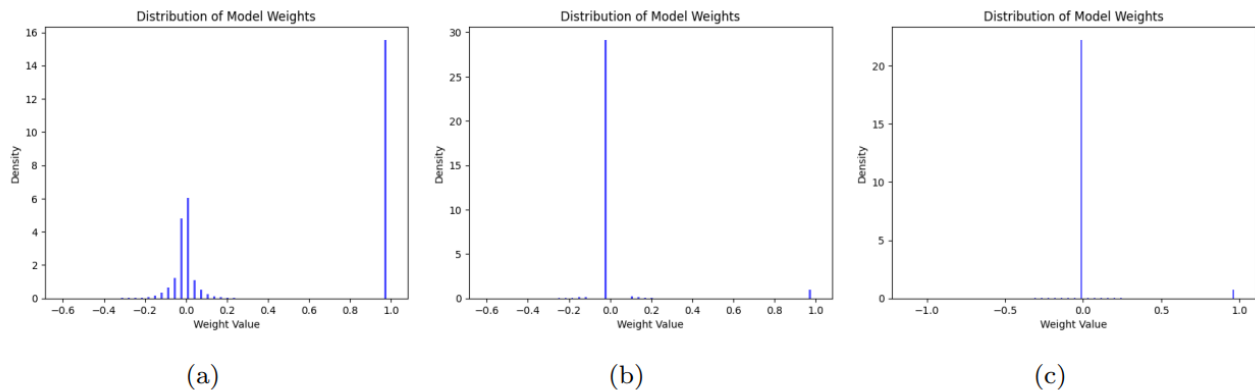 Distribution of Model Weights
16
14
12
10
8
6
4
2
0
Density
−0.6 −0.4 −0.2 0.0 0.2 0.4 0.6 0.8 1.0
Weight Value
(a)
Distribution of Model Weights
30
25
20
15
10
5
0
Density
−0.6 −0.4 −0.2 0.0 0.2 0.4 0.6 0.8 1.0
Weight Value
(b)
Distribution of Model Weights
20
15
10
5
0
Density
−1.0 −0.5 0.0 0.5 1.0
Weight Value
(c)